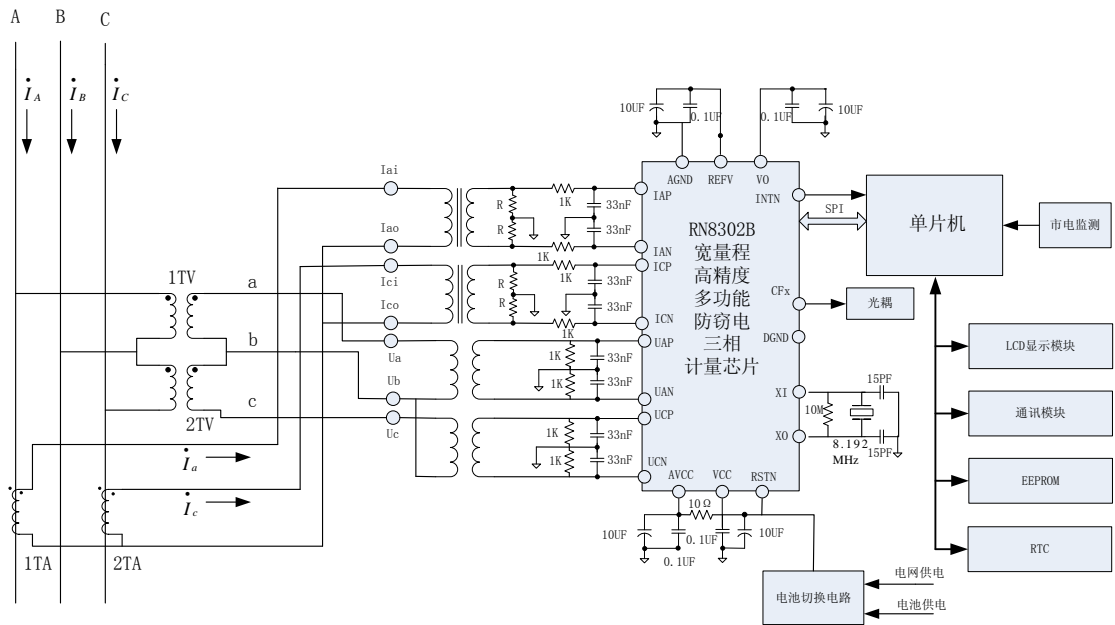 A
B
C
İ_A
İ_B
İ_C
10UF
0.1UF
0.1UF
10UF
AGND
REFV
VO
INTN
Iai
Iao
Ici
Ico
Ua
Ub
Uc
R
R
1K
1K
33nF
33nF
IAP
IAN
R
R
1K
1K
33nF
33nF
ICP
ICN
1K
1K
33nF
33nF
UAP
UAN
1K
1K
33nF
33nF
UCP
UCN
RN8302B
宽量程
高精度
多功能
防窃电
三相
计量芯片
SPI
单片机
市电监测
CFx
光耦
DGND
XI
XO
10M
15PF
15PF
8.192
MHz
LCD显示模块
通讯模块
EEPROM
RTC
1TV
2TV
a
b
c
İ_a
İ_c
1TA
2TA
AVCC
VCC
RSTN
10Ω
10UF
0.1UF
0.1UF
10UF
电池切换电路
电网供电
电池供电